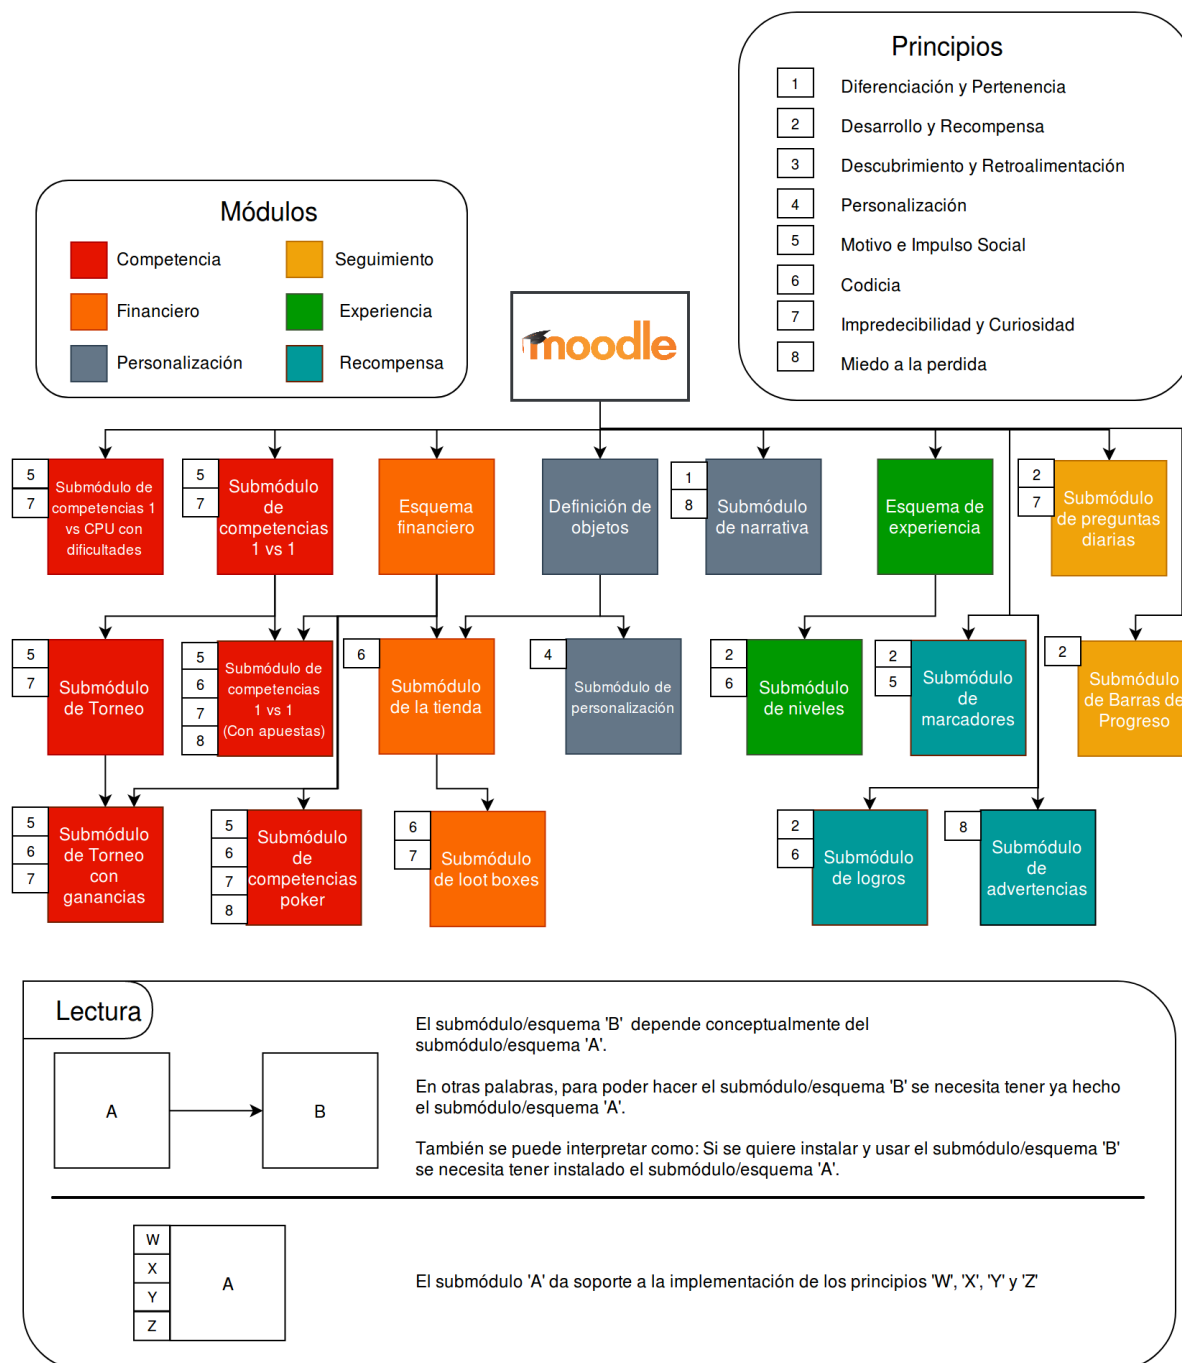 Principios
1 Diferenciación y Pertenencia
2 Desarrollo y Recompensa
3 Descubrimiento y Retroalimentación
4 Personalización
5 Motivo e Impulso Social
6 Codicia
7 Impredecibilidad y Curiosidad
8 Miedo a la perdida
Módulos
Competencia
Seguimiento
Financiero
Experiencia
Personalización
Recompensa
moodle
5
7
Submódulo de
competencias 1
vs CPU con
dificultades
5
7
Submódulo
de
competencias
1 vs 1
Esquema
financiero
Definición de
objetos
1
8
Submódulo
de narrativa
Esquema de
experiencia
2
7
Submódulo
de preguntas
diarias
5
7
Submódulo
de Torneo
5
6
7
8
Submódulo de
competencias
1 vs 1
(Con apuestas)
6
Submódulo
de la tienda
4
Submódulo de
personalización
2
6
Submódulo
de niveles
2
5
Submódulo
de
marcadores
2
Submódulo
de Barras de
Progreso
5
6
7
Submódulo
de Torneo
con
ganancias
5
6
7
8
Submódulo
de
competencias
poker
6
7
Submódulo
de loot boxes
2
6
Submódulo
de logros
8
Submódulo
de
advertencias
Lectura
A
B
El submódulo/esquema 'B' depende conceptualmente del
submódulo/esquema 'A'.
En otras palabras, para poder hacer el submódulo/esquema 'B' se necesita tener ya hecho
el submódulo/esquema 'A'.
También se puede interpretar como: Si se quiere instalar y usar el submódulo/esquema 'B'
se necesita tener instalado el submódulo/esquema 'A'.
W
X
Y
Z
A
El submódulo 'A' da soporte a la implementación de los principios 'W', 'X', 'Y' y 'Z'